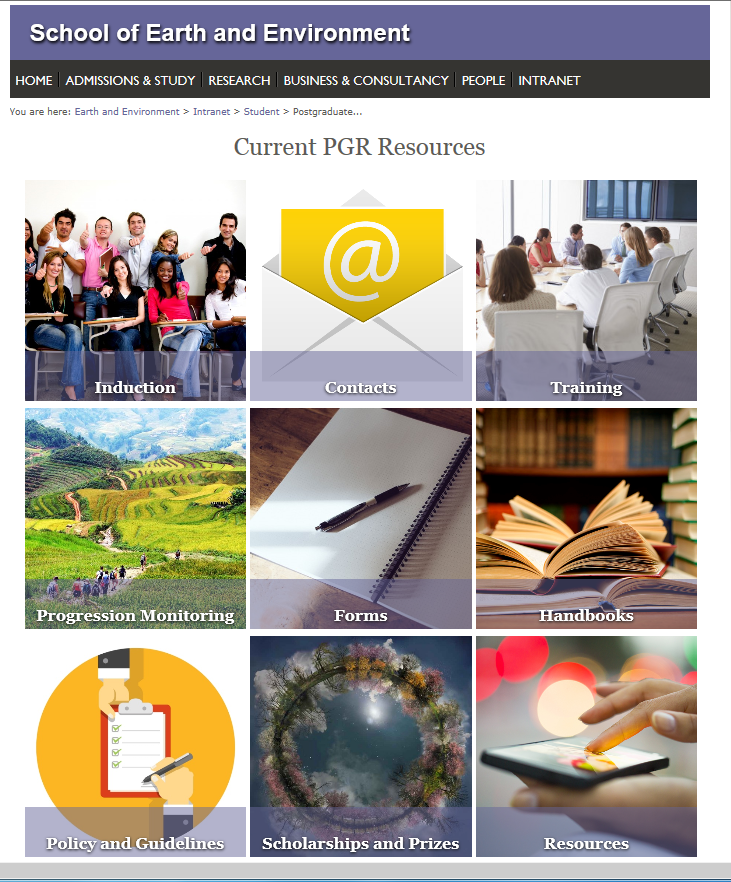 School of Earth and Environment
HOME ADMISSIONS & STUDY RESEARCH BUSINESS & CONSULTANCY PEOPLE INTRANET
You are here: Earth and Environment > Intranet > Student > Postgraduate...
Current PGR Resources
@
Induction Contacts Training
Progression Monitoring Forms Handbooks
Policy and Guidelines Scholarships and Prizes Resources